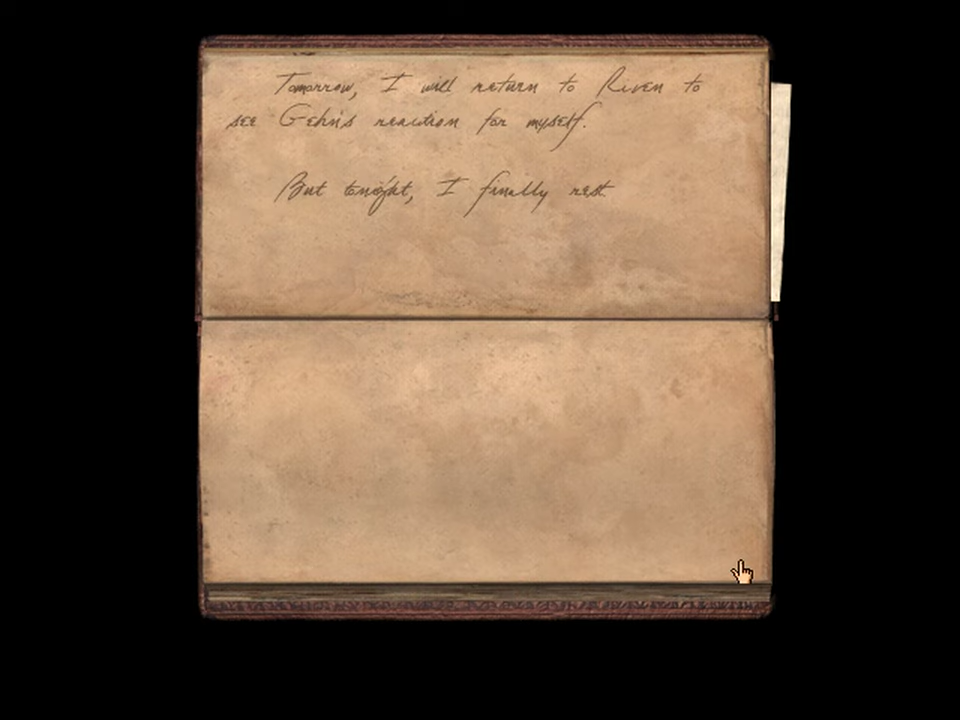 Tomorrow, I will return to Riven to
see Gehn's reaction for myself.
But tonight, I finally rest.